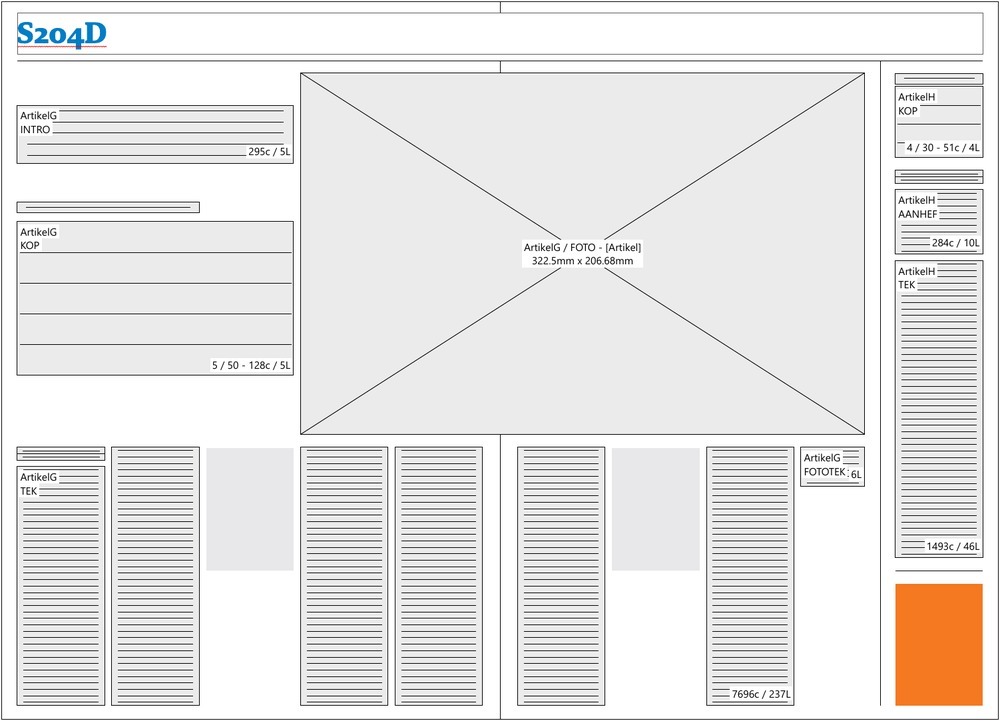 S204D
ArtikelG
INTRO
295c / 5L
ArtikelG
KOP
5 / 50 - 128c / 5L
ArtikelG / FOTO - [Artikel]
322.5mm x 206.68mm
ArtikelG
TEK
7696c / 237L
ArtikelG
FOTOTEK
6L
ArtikelH
KOP
4 / 30 - 51c / 4L
ArtikelH
AANHEF
284c / 10L
ArtikelH
TEK
1493c / 46L